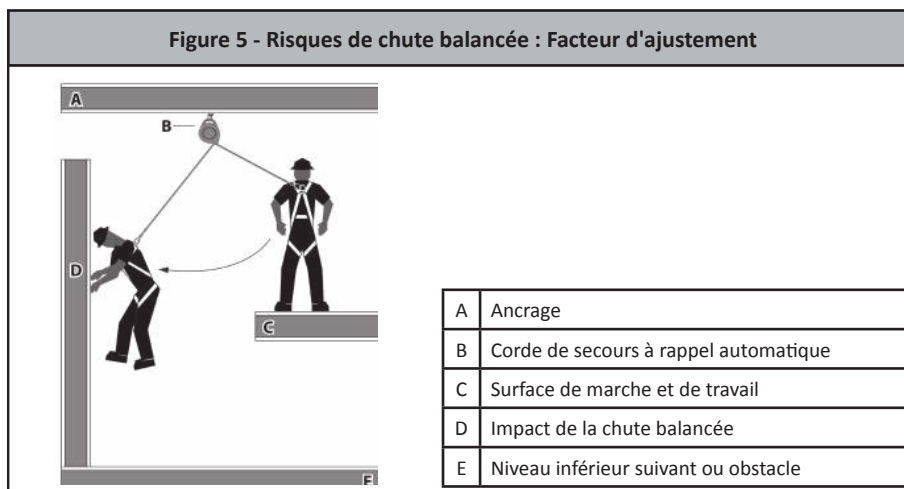 Figure 5 - Risques de chute balancée : Facteur d'ajustement
A
B
D
C
E
A Ancrage
B Corde de secours à rappel automatique
C Surface de marche et de travail
D Impact de la chute balancée
E Niveau inférieur suivant ou obstacle